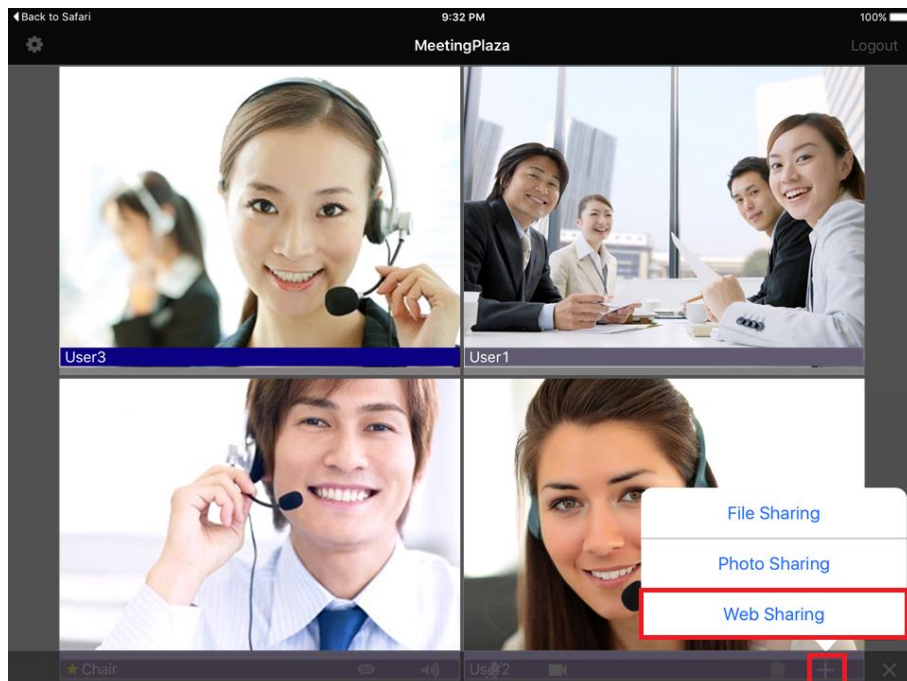 Back to Safari
9:32 PM
100%
MeetingPlaza
Logout
User3
User1
File Sharing
Photo Sharing
Web Sharing
Chair
User2